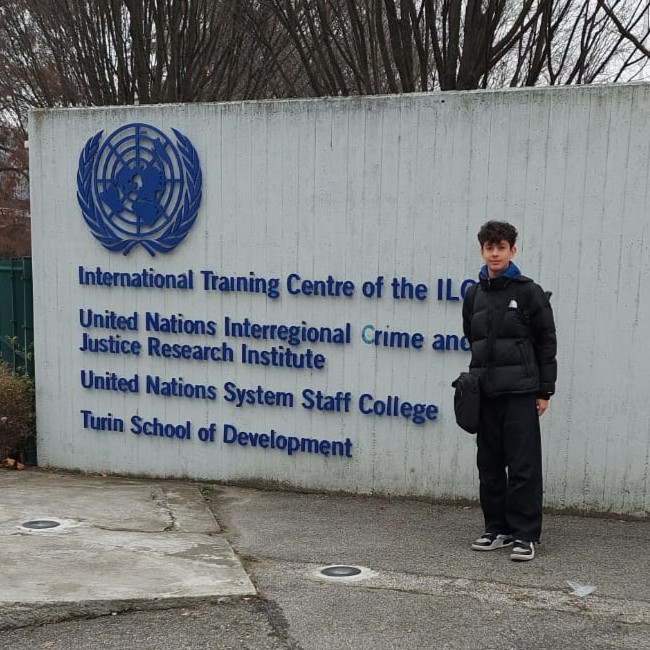 International Training Centre of the ILO
United Nations Interregional Crime and
Justice Research Institute
United Nations System Staff College
Turin School of Development